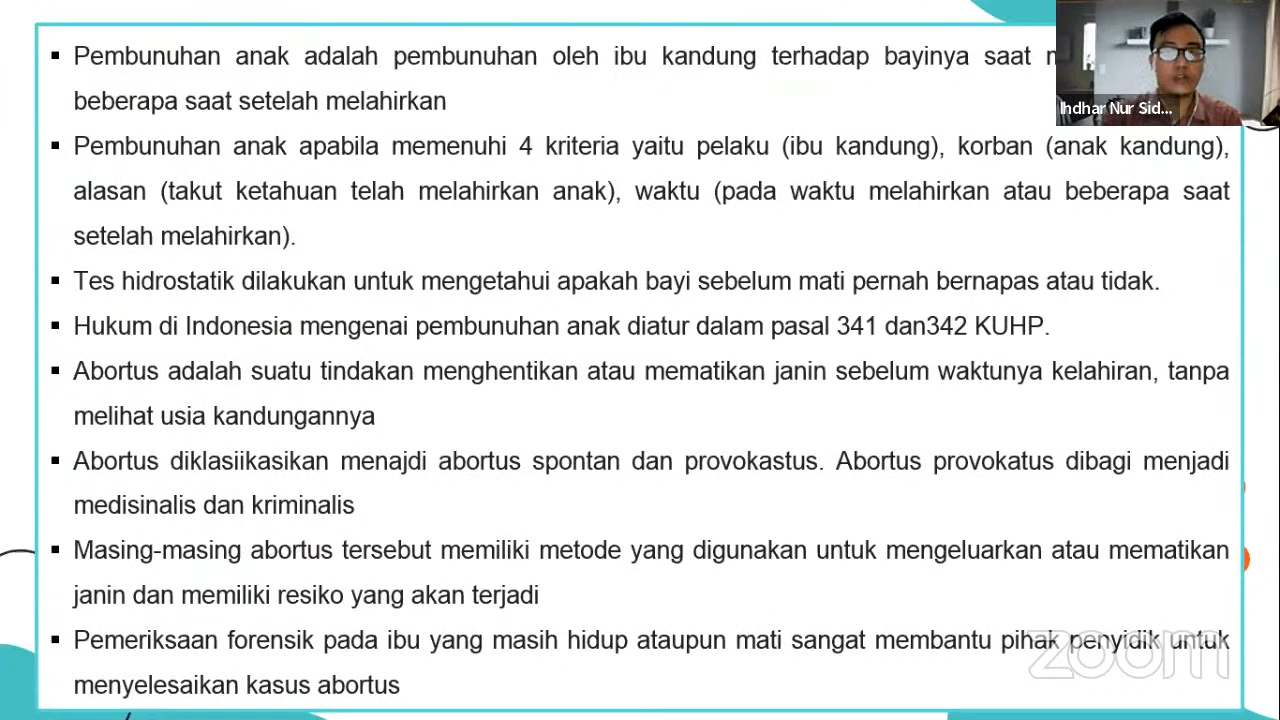 ▪ Pembunuhan anak adalah pembunuhan oleh ibu kandung terhadap bayinya saat
beberapa saat setelah melahirkan
▪ Pembunuhan anak apabila memenuhi 4 kriteria yaitu pelaku (ibu kandung), korban (anak kandung),
alasan (takut ketahuan telah melahirkan anak), waktu (pada waktu melahirkan atau beberapa saat
setelah melahirkan).
▪ Tes hidrostatik dilakukan untuk mengetahui apakah bayi sebelum mati pernah bernapas atau tidak.
▪ Hukum di Indonesia mengenai pembunuhan anak diatur dalam pasal 341 dan342 KUHP.
▪ Abortus adalah suatu tindakan menghentikan atau mematikan janin sebelum waktunya kelahiran, tanpa
melihat usia kandungannya
▪ Abortus diklasiikasikan menajdi abortus spontan dan provokastus. Abortus provokatus dibagi menjadi
medisinalis dan kriminalis
▪ Masing-masing abortus tersebut memiliki metode yang digunakan untuk mengeluarkan atau mematikan
janin dan memiliki resiko yang akan terjadi
▪ Pemeriksaan forensik pada ibu yang masih hidup ataupun mati sangat membantu pihak penyidik untuk
menyelesaikan kasus abortus
Ihdhar Nur Sid...
zoom